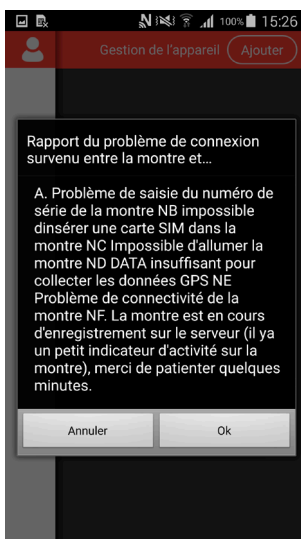 100% 15:26
Gestion de l'appareil Ajouter
Rapport du problème de connexion
survenu entre la montre et...
A. Problème de saisie du numéro de
série de la montre NB impossible
dinsérer une carte SIM dans la
montre NC Impossible d'allumer la
montre ND DATA insuffisant pour
collecter les données GPS NE
Problème de connectivité de la
montre NF. La montre est en cours
d'enregistrement sur le serveur (il ya
un petit indicateur d'activité sur la
montre), merci de patienter quelques
minutes.
Annuler Ok